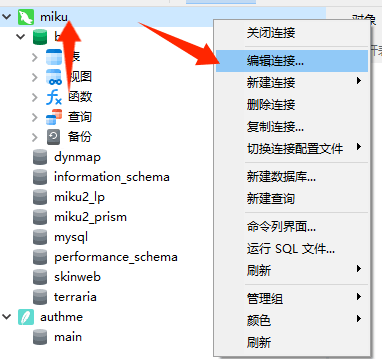 miku
对象
表
视图
函数
查询
备份
dynmap
information_schema
miku2_lp
miku2_prism
mysql
performance_schema
skinweb
terraria
authme
main
关闭连接
编辑连接...
新建连接
删除连接
复制连接...
切换连接配置文件
新建数据库...
新建查询
命令列界面...
运行 SQL 文件...
刷新
管理组
颜色
刷新